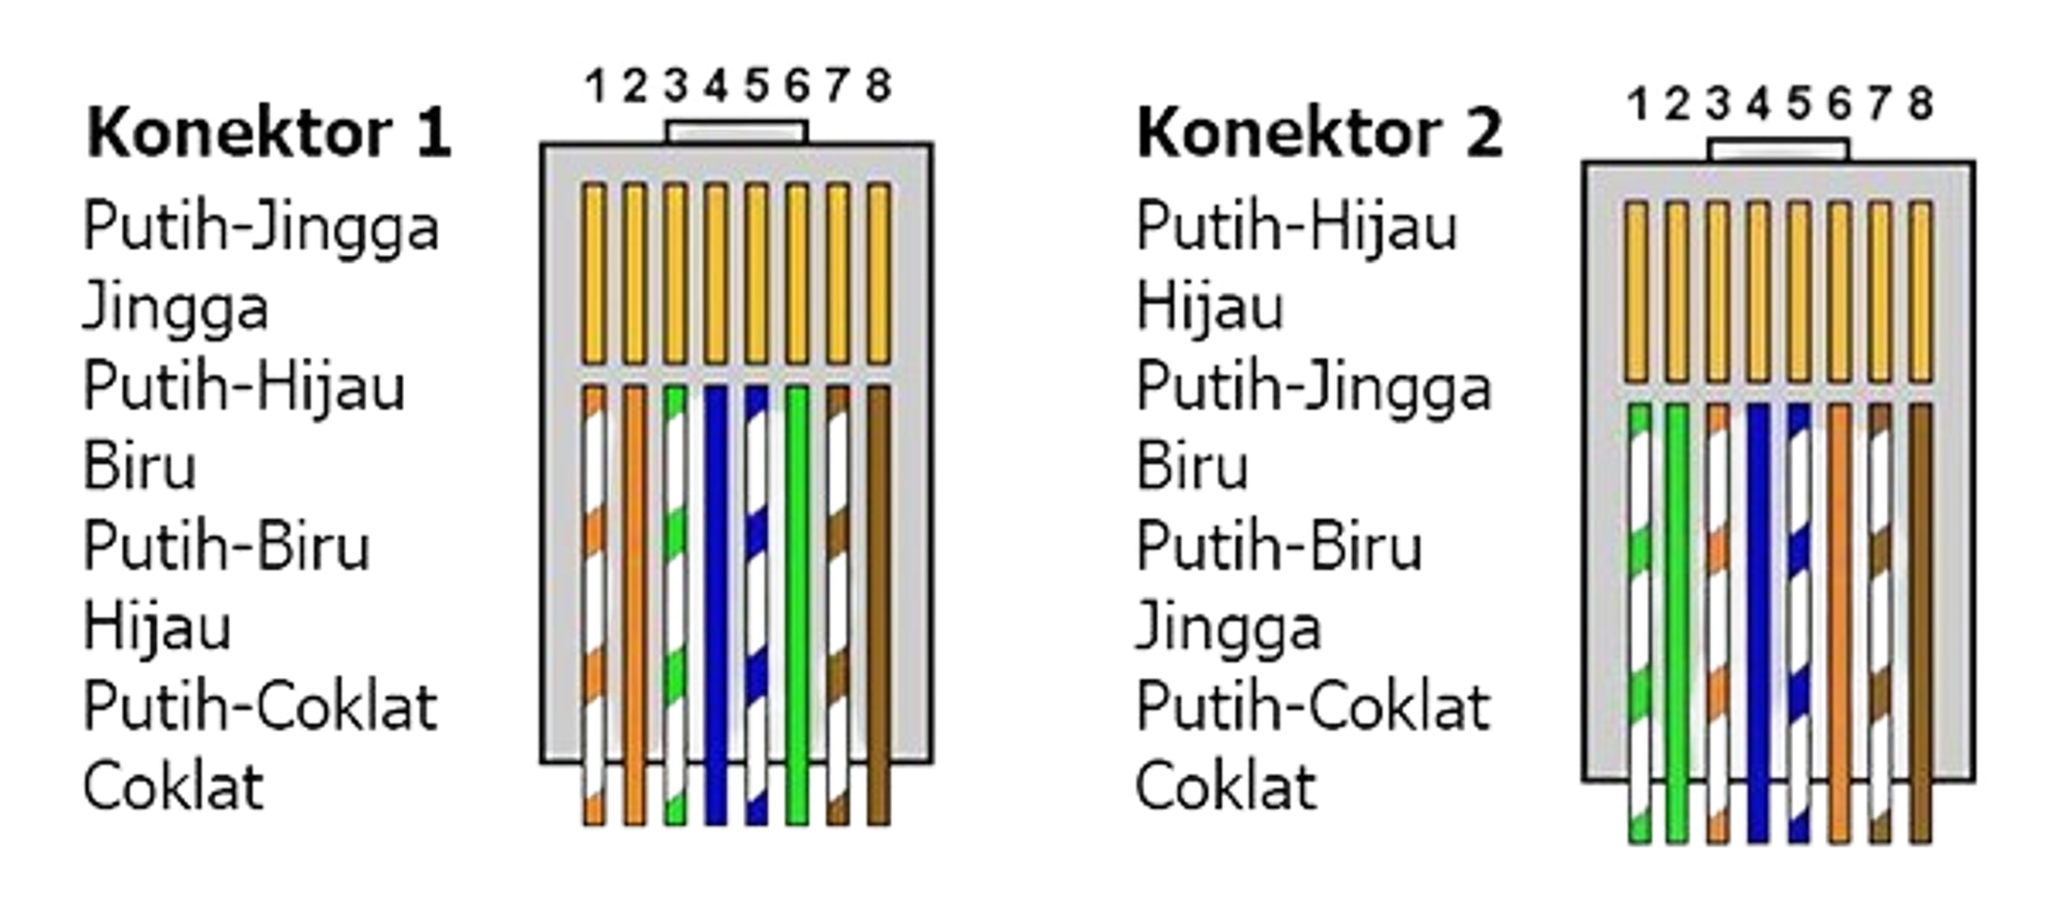 Konektor 1
Putih-Jingga
Jingga
Putih-Hijau
Biru
Putih-Biru
Hijau
Putih-Coklat
Coklat
1 2 3 4 5 6 7 8
Konektor 2
Putih-Hijau
Hijau
Putih-Jingga
Biru
Putih-Biru
Jingga
Putih-Coklat
Coklat
1 2 3 4 5 6 7 8